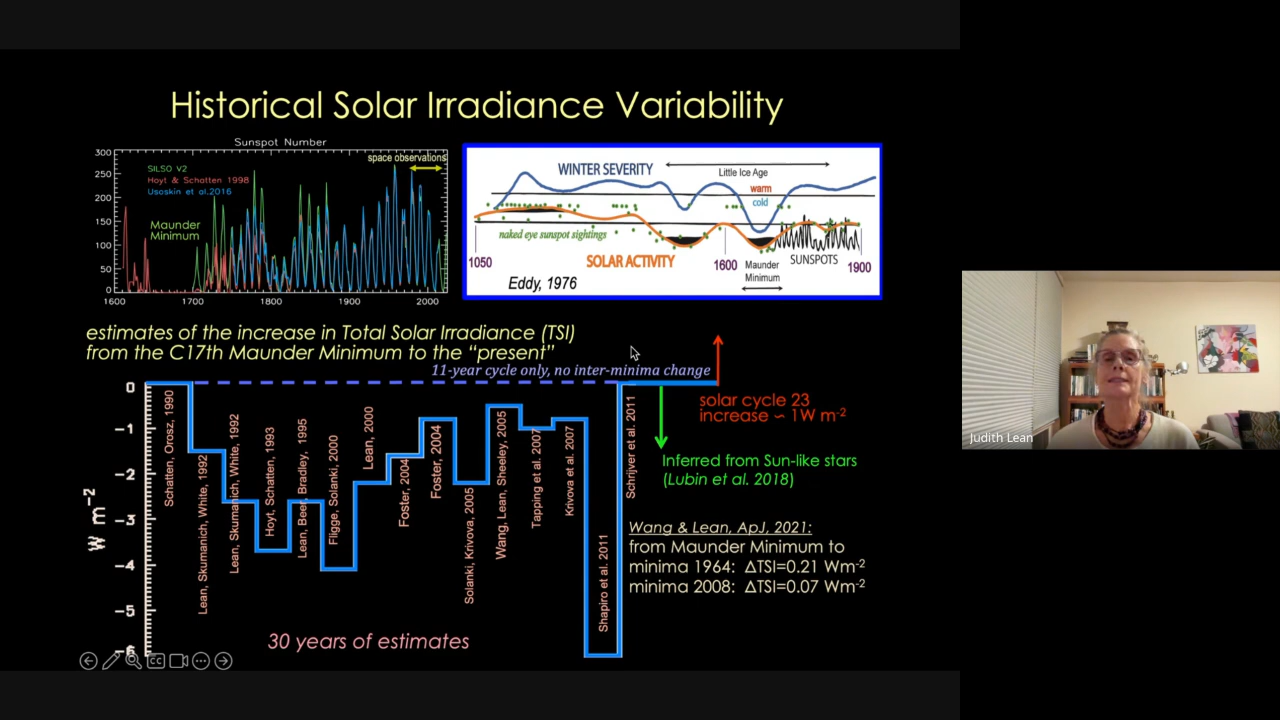 Historical Solar Irradiance Variability
Sunspot Number
300
250
200
150
100
50
0
1600
1700
1800
1900
2000
SILSO V2
Hoyt & Schatten 1998
Usoskin et al.2016
space observations
Maunder
Minimum
WINTER SEVERITY
Little Ice Age
warm
cold
naked eye sunspot sightings
SOLAR ACTIVITY
1050
1600
1900
Maunder
Minimum
SUNSPOTS
Eddy, 1976
estimates of the increase in Total Solar Irradiance (TSI)
from the C17th Maunder Minimum to the “present”
11-year cycle only, no inter-minima change
0
-1
-2
-3
-4
-5
-6
W m-2
Schatten, Orosz, 1990
Lean, Skumanich, White, 1992
Lean, Skumanich, White, 1992
Hoyt, Schatten, 1993
Lean, Beer, Bradley, 1995
Fligge, Solanki, 2000
Lean, 2000
Foster, 2004
Foster, 2004
Solanki, Krivova, 2005
Wang, Lean, Sheeley, 2005
Tapping et al. 2007
Krivova et al. 2007
Shapiro et al. 2011
Schrijver et al. 2011
30 years of estimates
solar cycle 23
increase ~ 1W m-2
Inferred from Sun-like stars
(Lubin et al. 2018)
Wang & Lean, ApJ, 2021:
from Maunder Minimum to
minima 1964: ΔTSI=0.21 Wm-2
minima 2008: ΔTSI=0.07 Wm-2
CC
Judith Lean